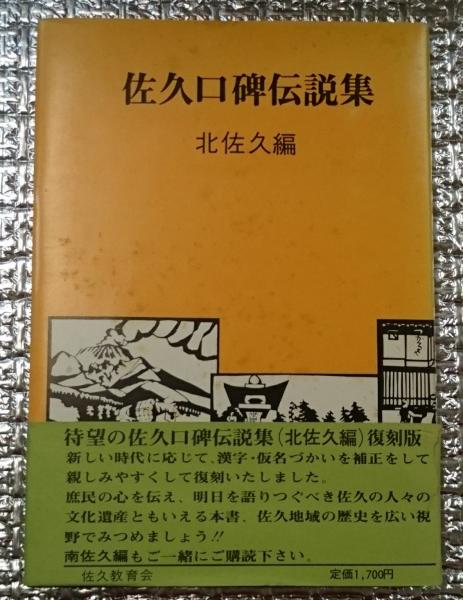 佐久口碑伝説集
北佐久編
待望の佐久口碑伝説集(北佐久編)復刻版
新しい時代に応じて、漢字・仮名づかいを補正をして
親しみやすくして復刻いたしました。
庶民の心を伝え、明日を語りつぐべき佐久の人々の
文化遺産ともいえる本書、佐久地域の歴史を広い視
野でみつめましょう!!
南佐久編もご一緒にご購読下さい。
佐久教育会
定価1,700円